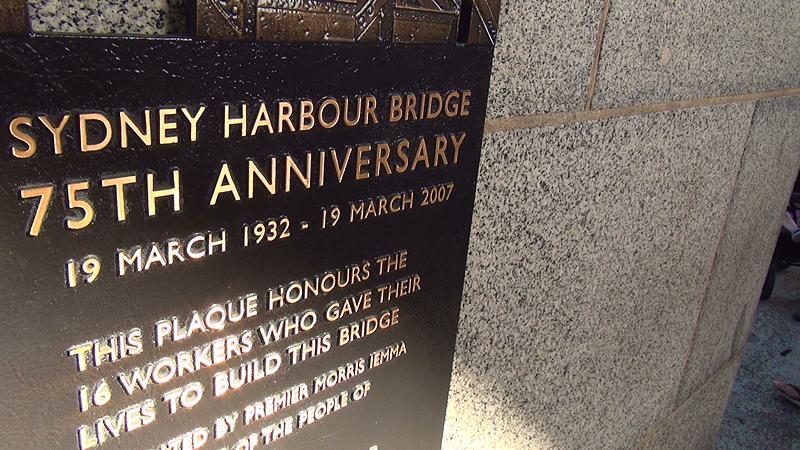 SYDNEY HARBOUR BRIDGE
75TH ANNIVERSARY
19 MARCH 1932 - 19 MARCH 2007
THIS PLAQUE HONOURS THE
16 WORKERS WHO GAVE THEIR
LIVES TO BUILD THIS BRIDGE
BY PREMIER MORRIS IEMMA
OF THE PEOPLE OF